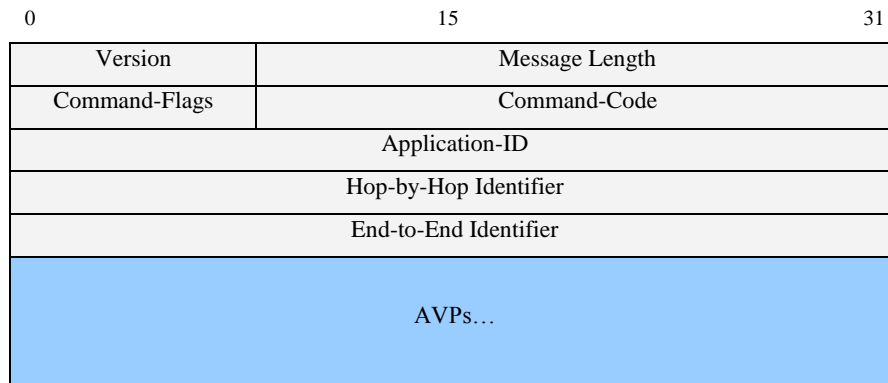 0 15 31
Version Message Length
Command-Flags Command-Code
Application-ID
Hop-by-Hop Identifier
End-to-End Identifier
AVPs…